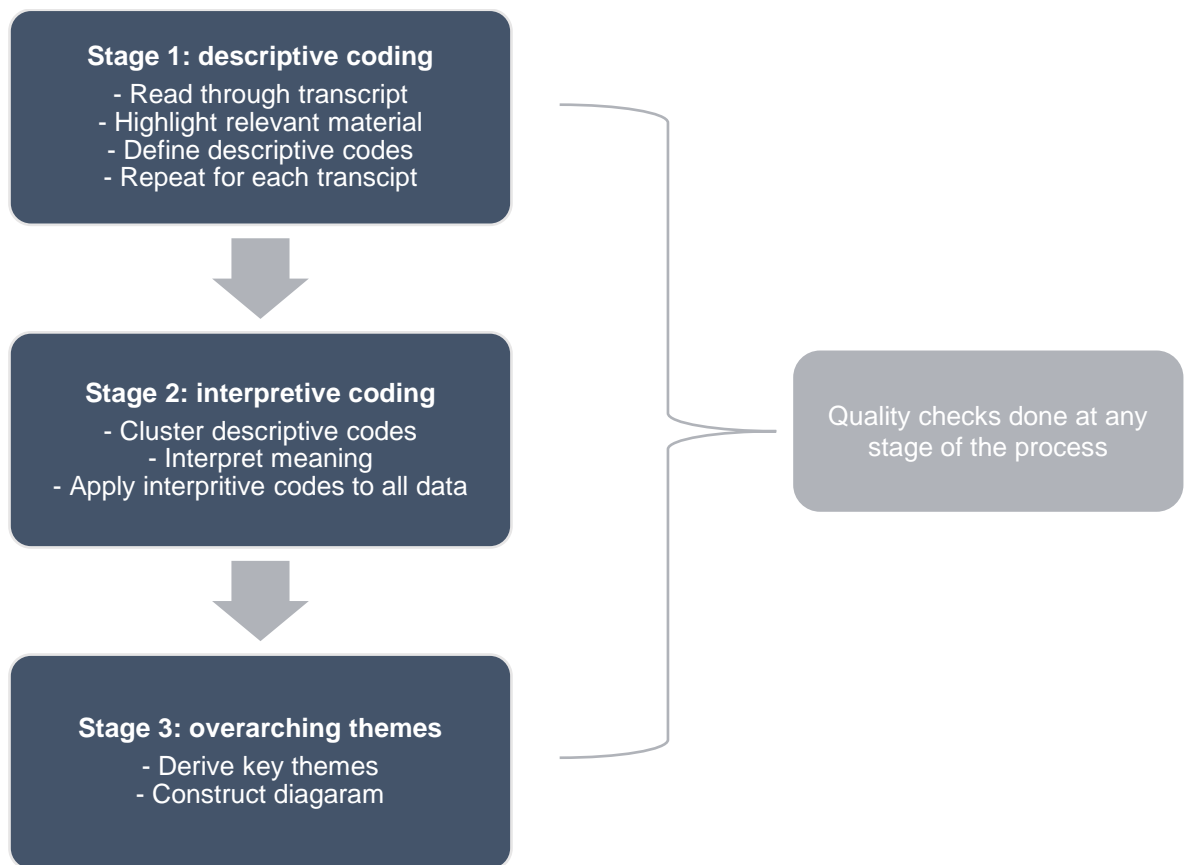 Stage 1: descriptive coding
- Read through transcript
- Highlight relevant material
- Define descriptive codes
- Repeat for each transcipt
Stage 2: interpretive coding
- Cluster descriptive codes
- Interpret meaning
- Apply interpritive codes to all data
Stage 3: overarching themes
- Derive key themes
- Construct diagaram
Quality checks done at any
stage of the process